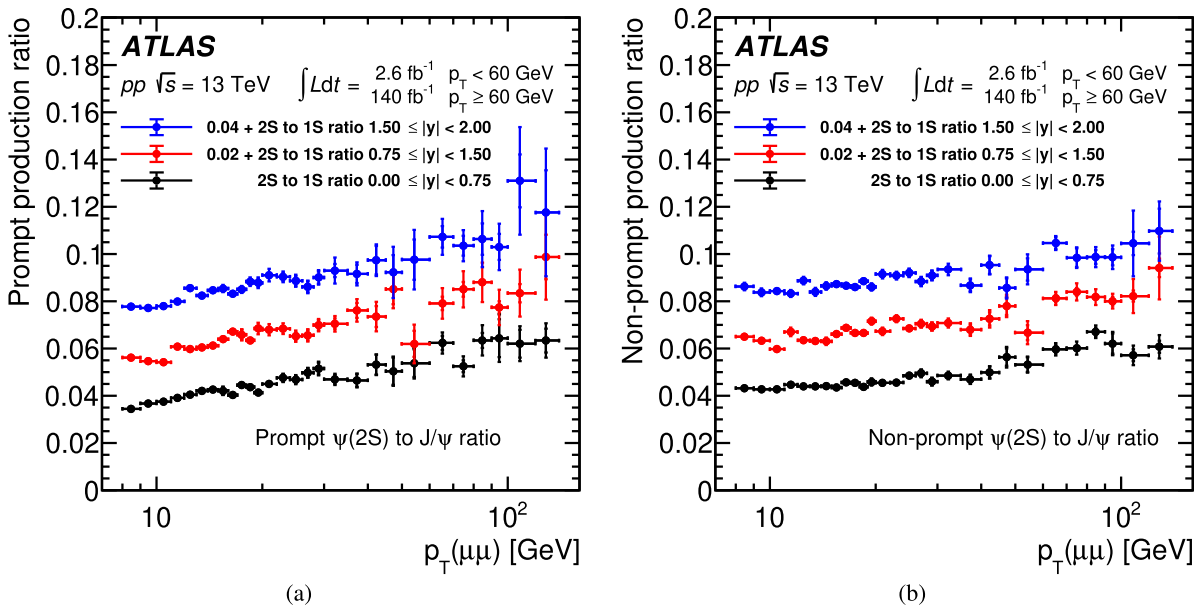 Prompt production ratio
0.2
0.18
0.16
0.14
0.12
0.1
0.08
0.06
0.04
0.02
0
ATLAS
pp √s = 13 TeV ∫Ldt = 2.6 fb⁻¹ p_T < 60 GeV
140 fb⁻¹ p_T ≥ 60 GeV
0.04 + 2S to 1S ratio 1.50 ≤|y| < 2.00
0.02 + 2S to 1S ratio 0.75 ≤|y| < 1.50
2S to 1S ratio 0.00 ≤|y| < 0.75
Prompt ψ(2S) to J/ψ ratio
10 10²
p_T(μμ) [GeV]
(a)
Non-prompt production ratio
0.2
0.18
0.16
0.14
0.12
0.1
0.08
0.06
0.04
0.02
0
ATLAS
pp √s = 13 TeV ∫Ldt = 2.6 fb⁻¹ p_T < 60 GeV
140 fb⁻¹ p_T ≥ 60 GeV
0.04 + 2S to 1S ratio 1.50 ≤|y| < 2.00
0.02 + 2S to 1S ratio 0.75 ≤|y| < 1.50
2S to 1S ratio 0.00 ≤|y| < 0.75
Non-prompt ψ(2S) to J/ψ ratio
10 10²
p_T(μμ) [GeV]
(b)